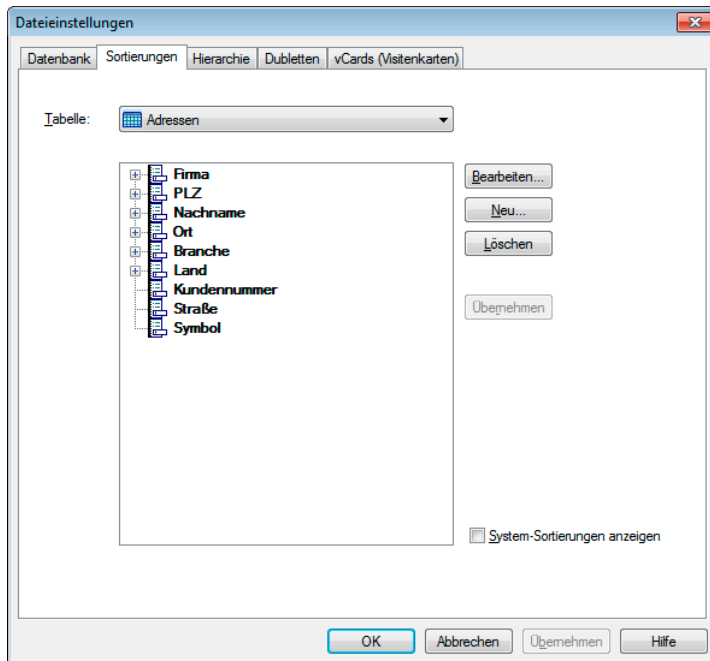 Dateieinstellungen
Datenbank Sortierungen Hierarchie Dubletten vCards (Visitenkarten)
Tabelle: Adressen
Firma
PLZ
Nachname
Ort
Branche
Land
Kundennummer
Straße
Symbol
Bearbeiten...
Neu...
Löschen
Übernehmen
System-Sortierungen anzeigen
OK Abbrechen Übernehmen Hilfe